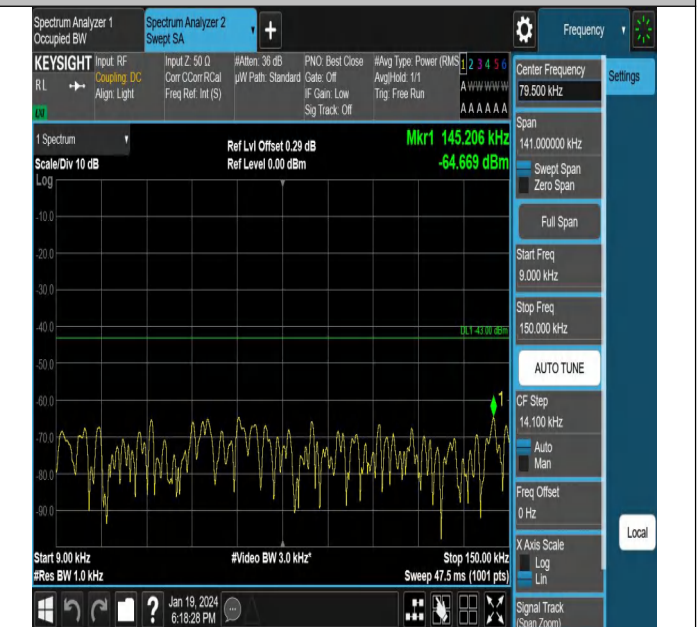 Spectrum Analyzer 1
Occupied BW
Spectrum Analyzer 2
Swept SA
Frequency
KEYSIGHT
RL
Input: RF
Coupling: DC
Align: Light
Input Z: 50 Ω
Corr CCorr RCal
Freq Ref: Int (S)
#Atten: 36 dB
µW Path: Standard
PNO: Best Close
Gate: Off
IF Gain: Low
Sig Track: Off
#Avg Type: Power (RMS
Avg|Hold: 1/1
Trig: Free Run
1 2 3 4 5 6
A W W W W W
A A A A A A
1 Spectrum
Scale/Div 10 dB
Log
Ref Lvl Offset 0.29 dB
Ref Level 0.00 dBm
Mkr1 145.206 kHz
-64.669 dBm
-10.0
-20.0
-30.0
-40.0
DL1 -43.00 dBm
-50.0
-60.0
1
-70.0
-80.0
-90.0
Start 9.00 kHz
#Res BW 1.0 kHz
#Video BW 3.0 kHz*
Stop 150.00 kHz
Sweep 47.5 ms (1001 pts)
Jan 19, 2024
6:18:28 PM
Center Frequency
79.500 kHz
Settings
Span
141.000000 kHz
Swept Span
Zero Span
Full Span
Start Freq
9.000 kHz
Stop Freq
150.000 kHz
AUTO TUNE
CF Step
14.100 kHz
Auto
Man
Freq Offset
0 Hz
X Axis Scale
Log
Lin
Local
Signal Track
(Span Zoom)